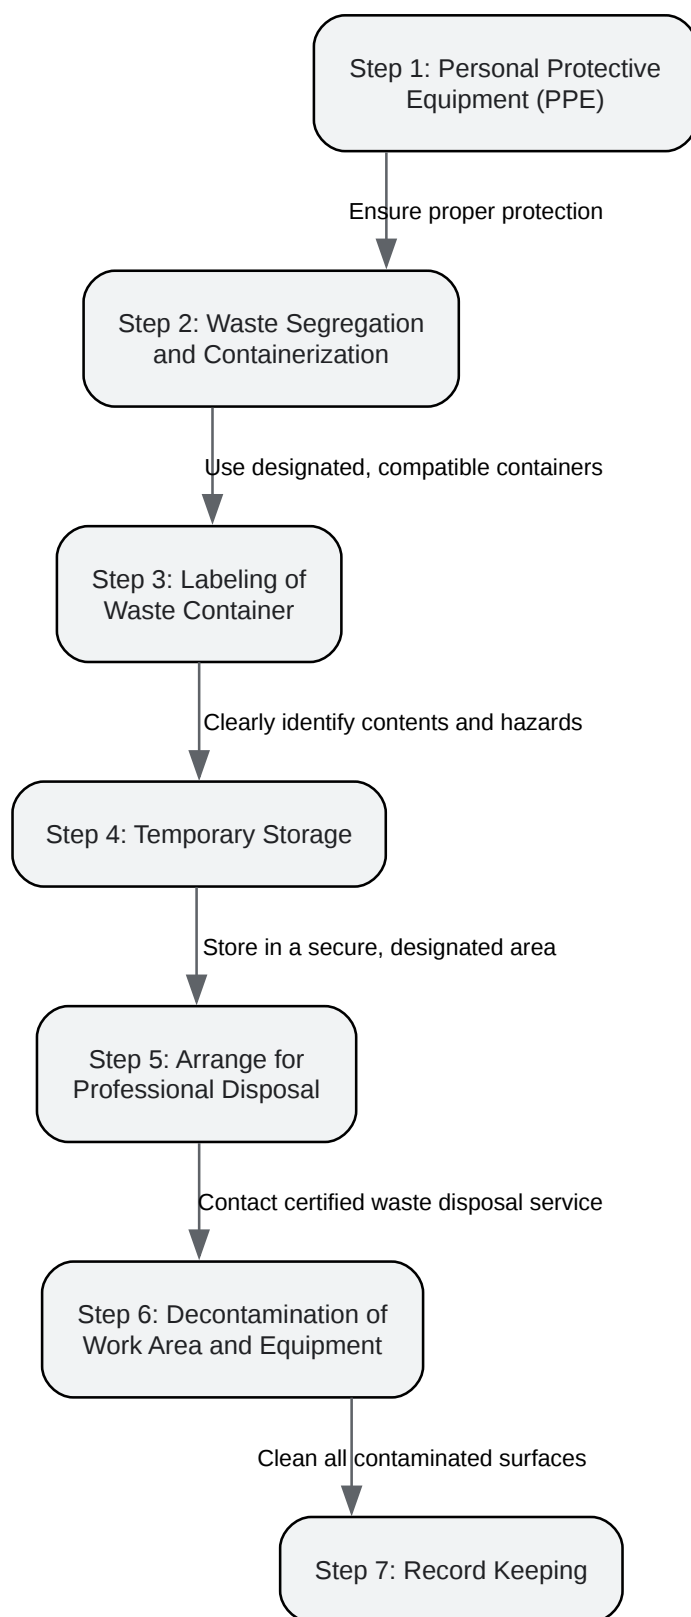 Step 1: Personal Protective
Equipment (PPE)
Ensure proper protection
Step 2: Waste Segregation
and Containerization
Use designated, compatible containers
Step 3: Labeling of
Waste Container
Clearly identify contents and hazards
Step 4: Temporary Storage
Store in a secure, designated area
Step 5: Arrange for
Professional Disposal
Contact certified waste disposal service
Step 6: Decontamination of
Work Area and Equipment
Clean all contaminated surfaces
Step 7: Record Keeping